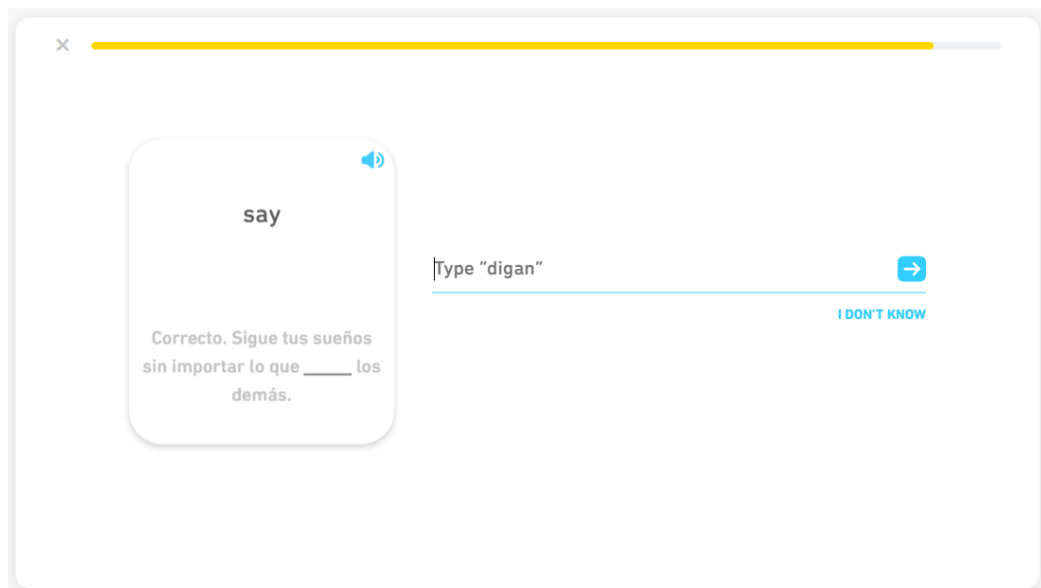 say
Correcto. Sigue tus sueños
sin importar lo que _____ los
demás.
Type "digan"
I DON'T KNOW